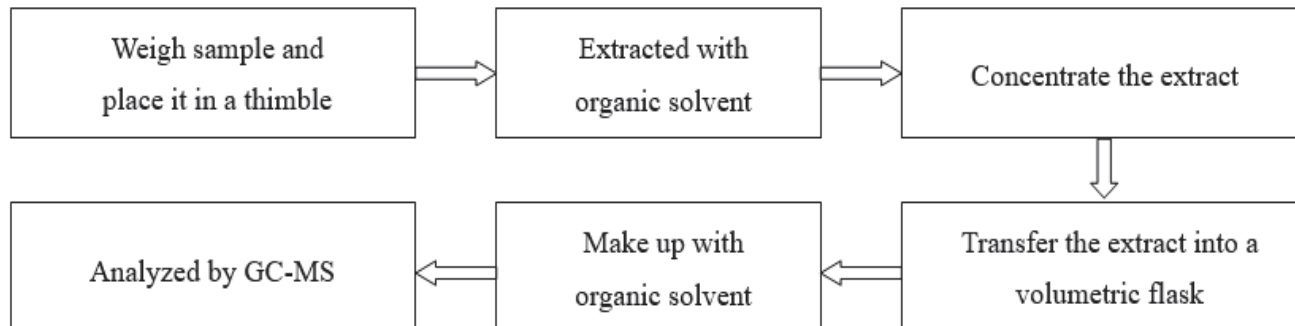 Weigh sample and
place it in a thimble
Extracted with
organic solvent
Concentrate the extract
Transfer the extract into a
volumetric flask
Make up with
organic solvent
Analyzed by GC-MS